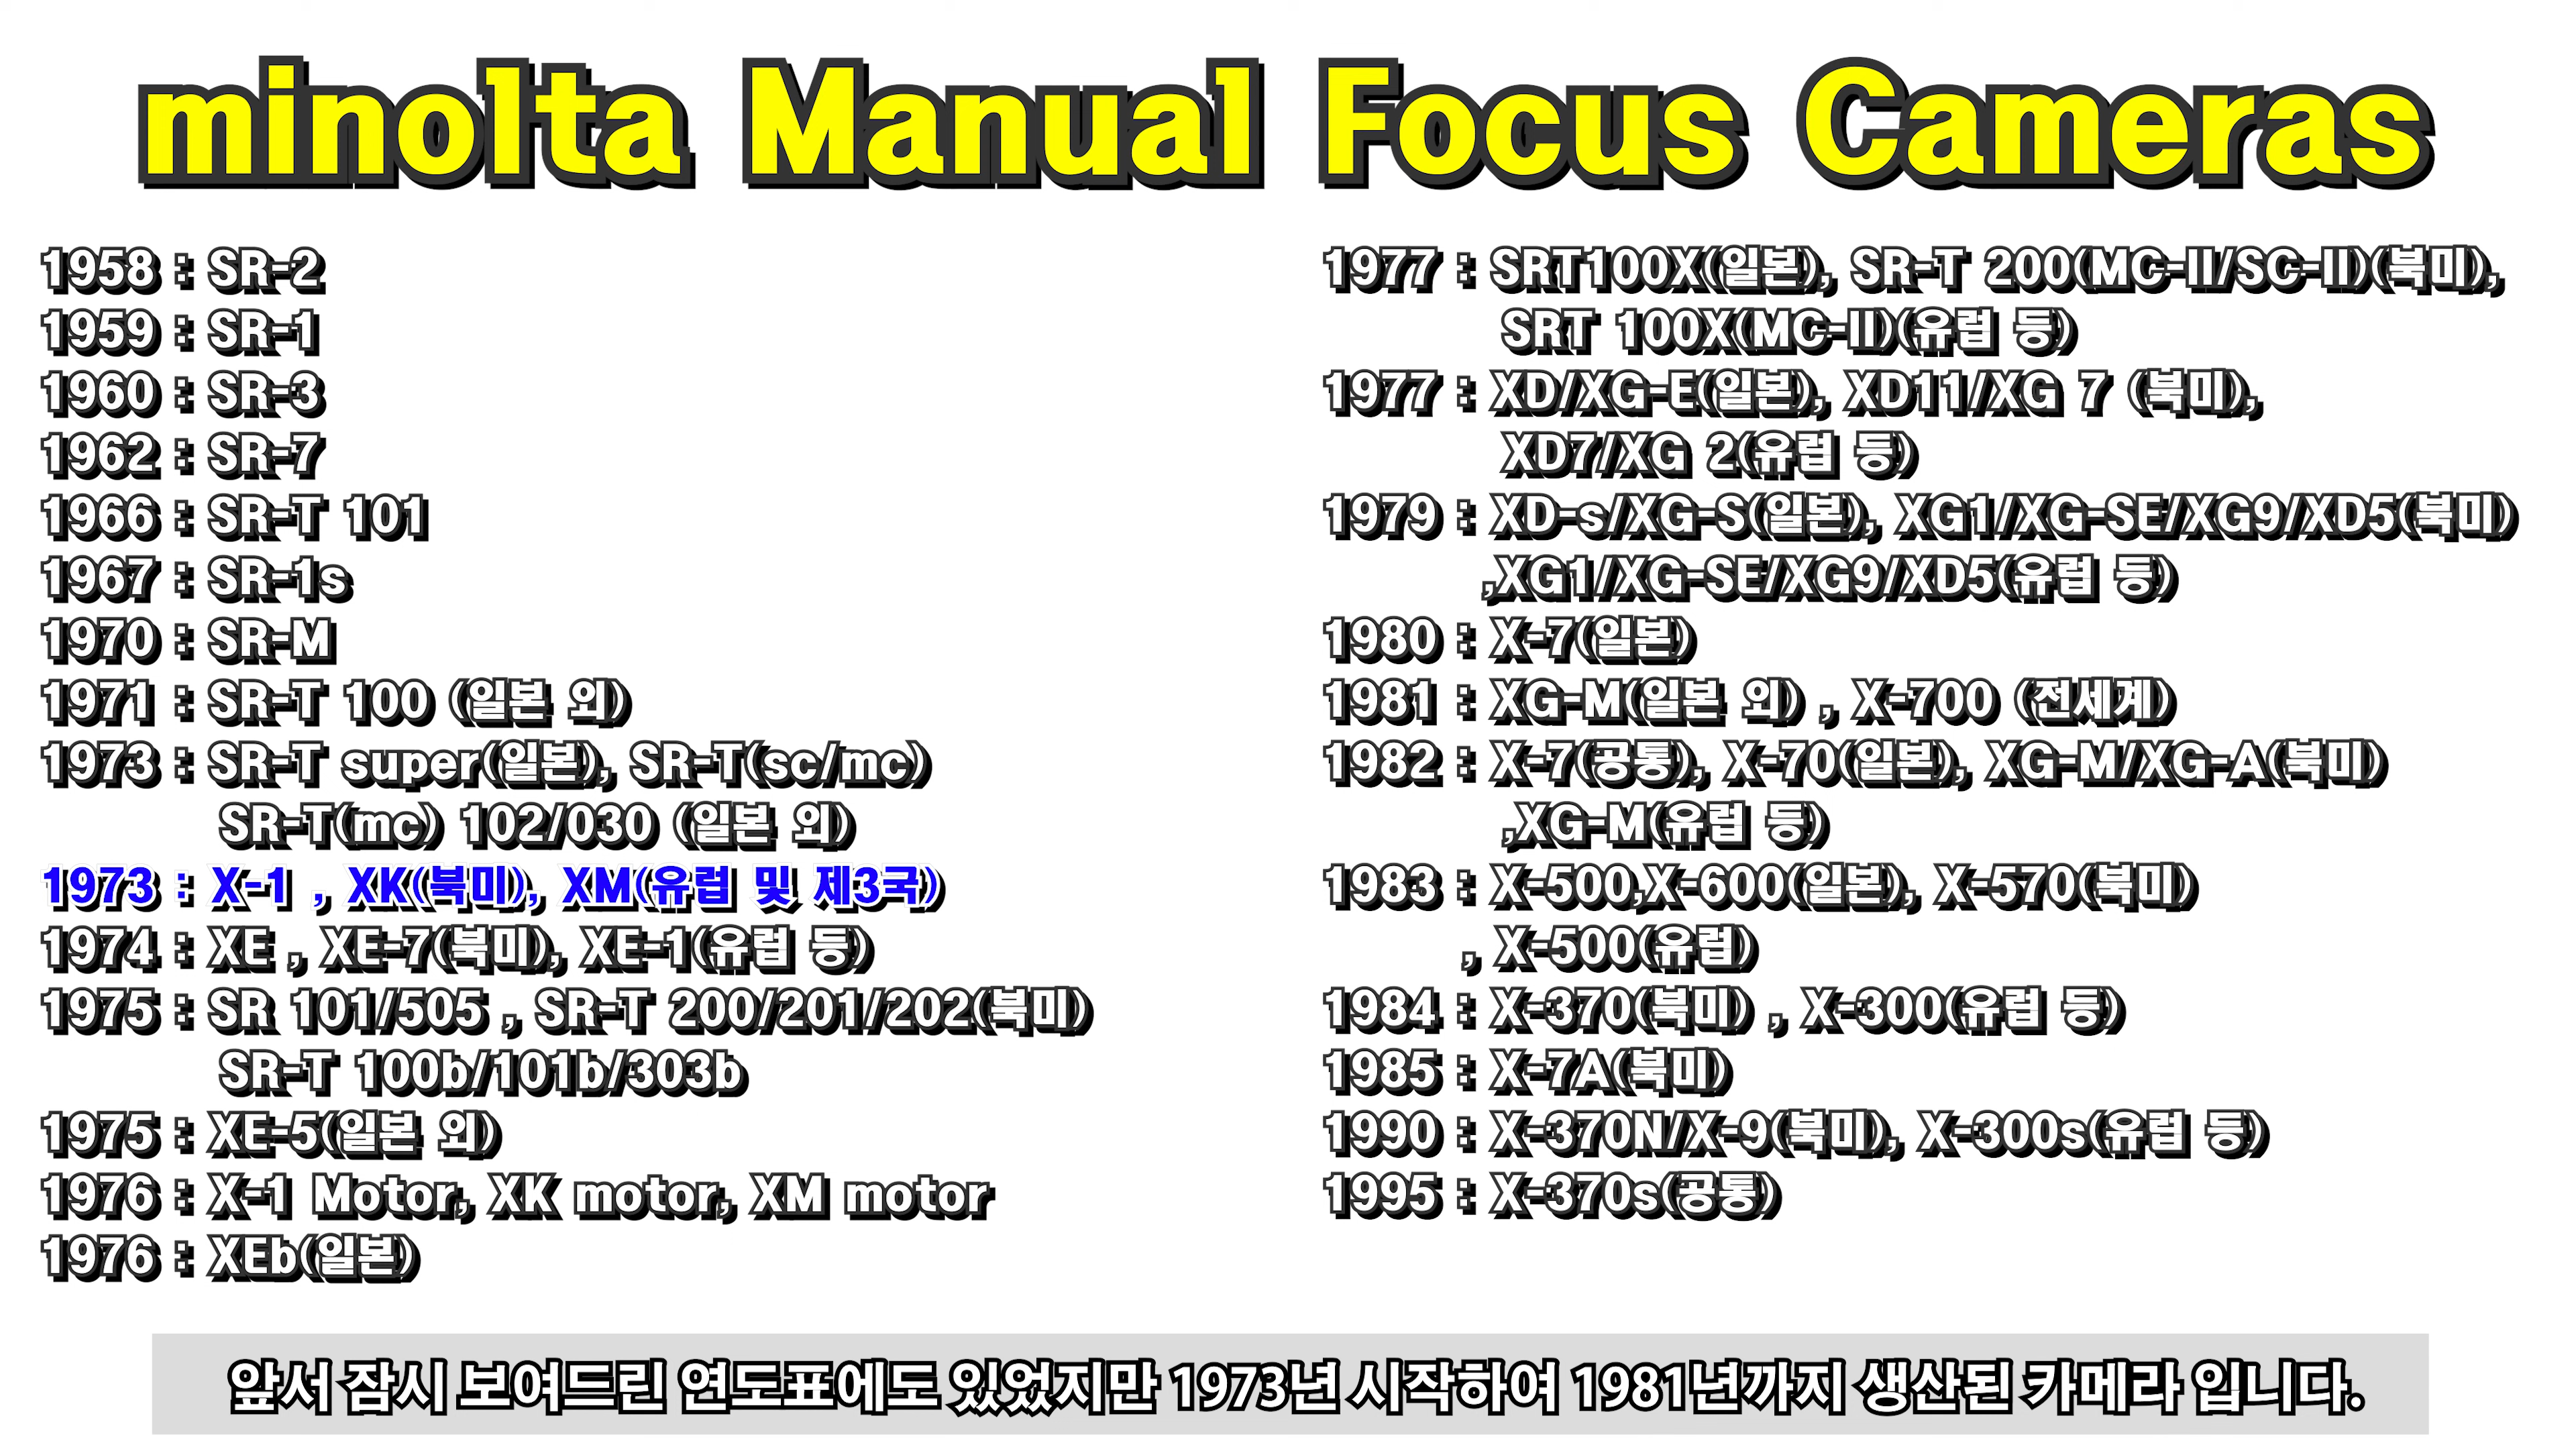 minolta Manual Focus Cameras
1958 : SR-2
1959 : SR-1
1960 : SR-3
1962 : SR-7
1966 : SR-T 101
1967 : SR-1s
1970 : SR-M
1971 : SR-T 100 (일본 외)
1973 : SR-T super(일본), SR-T(sc/mc)
SR-T(mc) 102/030 (일본 외)
1973 : X-1 , XK(북미), XM(유럽 및 제3국)
1974 : XE , XE-7(북미), XE-1(유럽 등)
1975 : SR 101/505 , SR-T 200/201/202(북미)
SR-T 100b/101b/303b
1975 : XE-5(일본 외)
1976 : X-1 Motor, XK motor, XM motor
1976 : XEb(일본)
1977 : SRT100X(일본), SR-T 200(MC-II/SC-II)(북미),
SRT 100X(MC-II)(유럽 등)
1977 : XD/XG-E(일본), XD11/XG 7 (북미),
XD7/XG 2(유럽 등)
1979 : XD-s/XG-S(일본), XG1/XG-SE/XG9/XD5(북미)
,XG1/XG-SE/XG9/XD5(유럽 등)
1980 : X-7(일본)
1981 : XG-M(일본 외) , X-700 (전세계)
1982 : X-7(공통), X-70(일본), XG-M/XG-A(북미)
,XG-M(유럽 등)
1983 : X-500,X-600(일본), X-570(북미)
, X-500(유럽)
1984 : X-370(북미) , X-300(유럽 등)
1985 : X-7A(북미)
1990 : X-370N/X-9(북미), X-300s(유럽 등)
1995 : X-370s(공통)
앞서 잠시 보여드린 연도표에도 있었지만 1973년 시작하여 1981년까지 생산된 카메라 입니다.